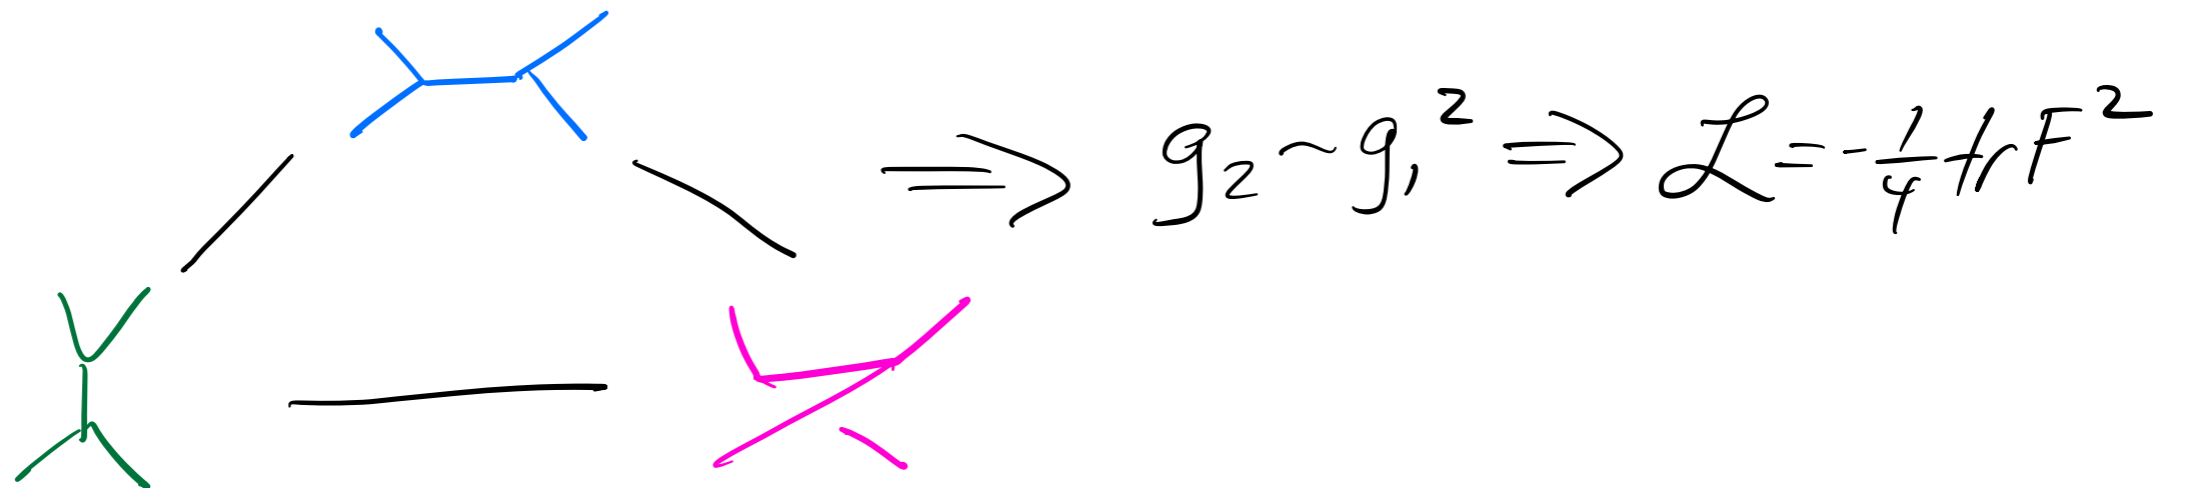 ⇒ g₂ ~ g₁² ⇒ ℒ = -1/4 tr F²